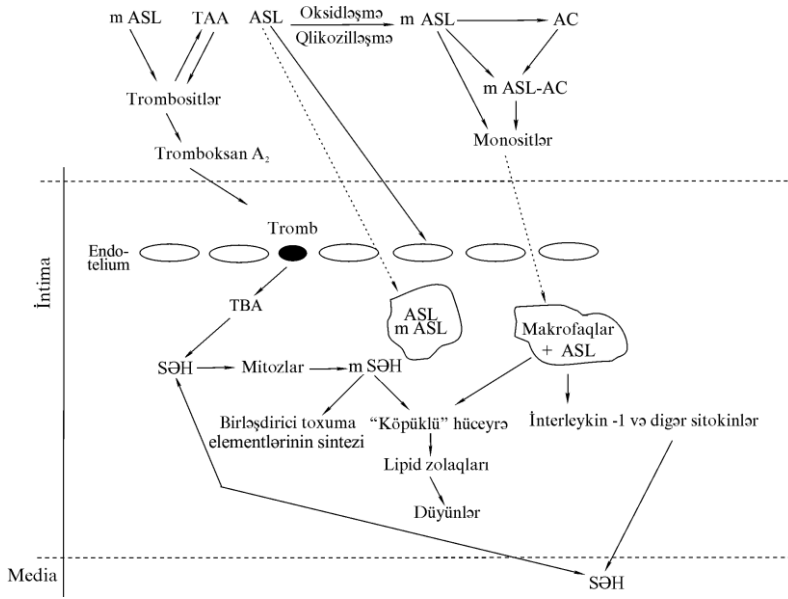 m ASL TAA ASL Oksidləşmə m ASL AC
Qlikozilləşmə
m ASL-AC
Trombositlər
Monositlər
Tromboksan A₂
Tromb
Endo-
telium
İntima
TBA
ASL
m ASL
Makrofaqlar
+ ASL
SƏH Mitozlar m SƏH
Birləşdirici toxuma
elementlərinin sintezi
“Köpüklü” hüceyrə
İnterleykin -1 və digər sitokinlər
Lipid zolaqları
Düyünlər
Media
SƏH